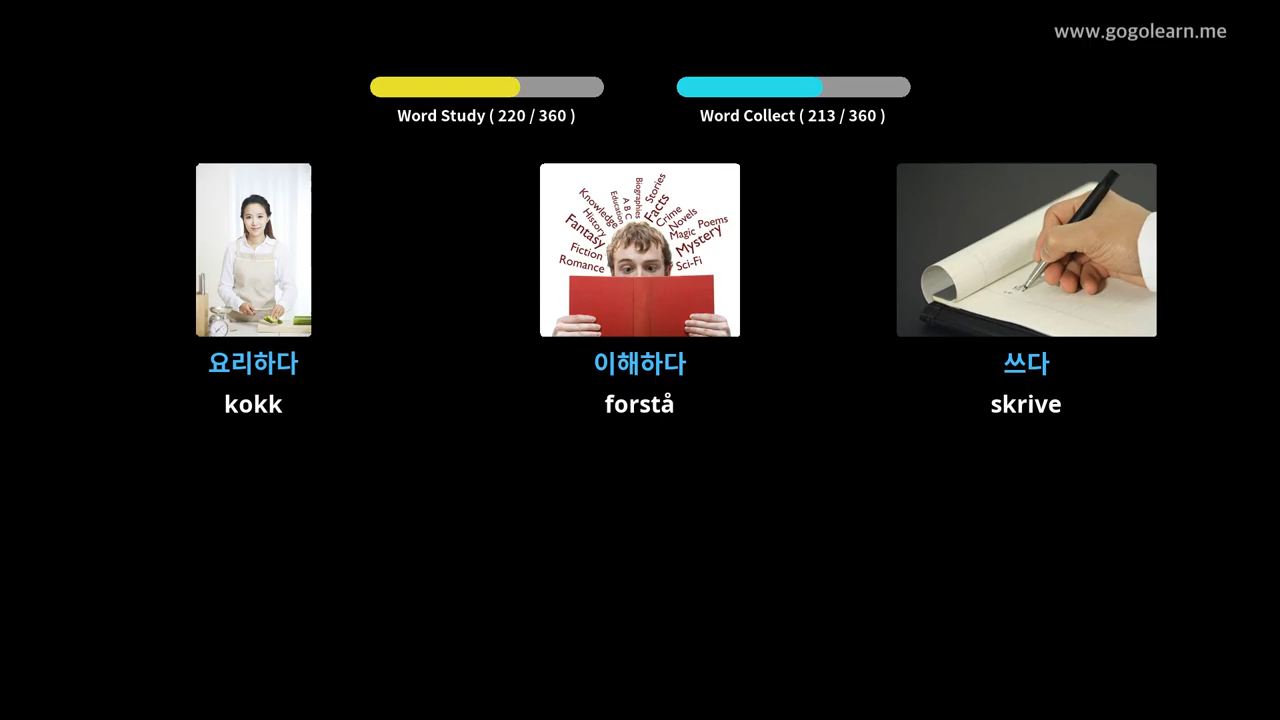 www.gogolearn.me
Word Study ( 220 / 360 )
Word Collect ( 213 / 360 )
Knowledge
History
Fantasy
Fiction
Romance
Education
A B C
Biographies
Stories
Facts
Crime
Novels
Magic
Poems
Mystery
Sci-Fi
요리하다
이해하다
쓰다
kokk
forstå
skrive